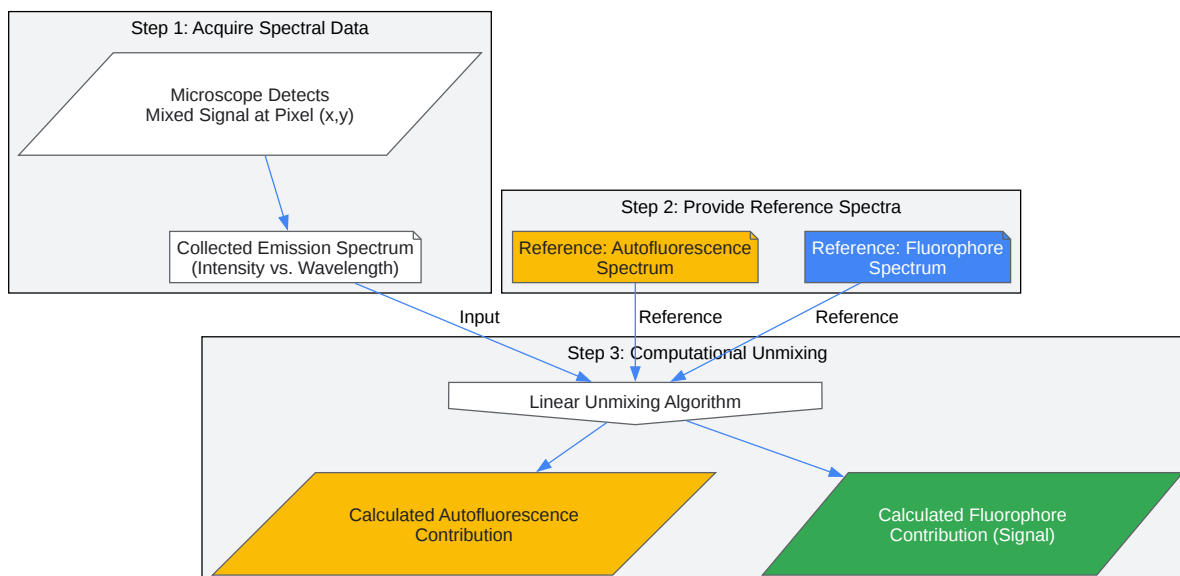 Step 1: Acquire Spectral Data
Microscope Detects
Mixed Signal at Pixel (x,y)
Collected Emission Spectrum
(Intensity vs. Wavelength)
Step 2: Provide Reference Spectra
Reference: Autofluorescence
Spectrum
Reference: Fluorophore
Spectrum
Input
Reference
Reference
Step 3: Computational Unmixing
Linear Unmixing Algorithm
Calculated Autofluorescence
Contribution
Calculated Fluorophore
Contribution (Signal)